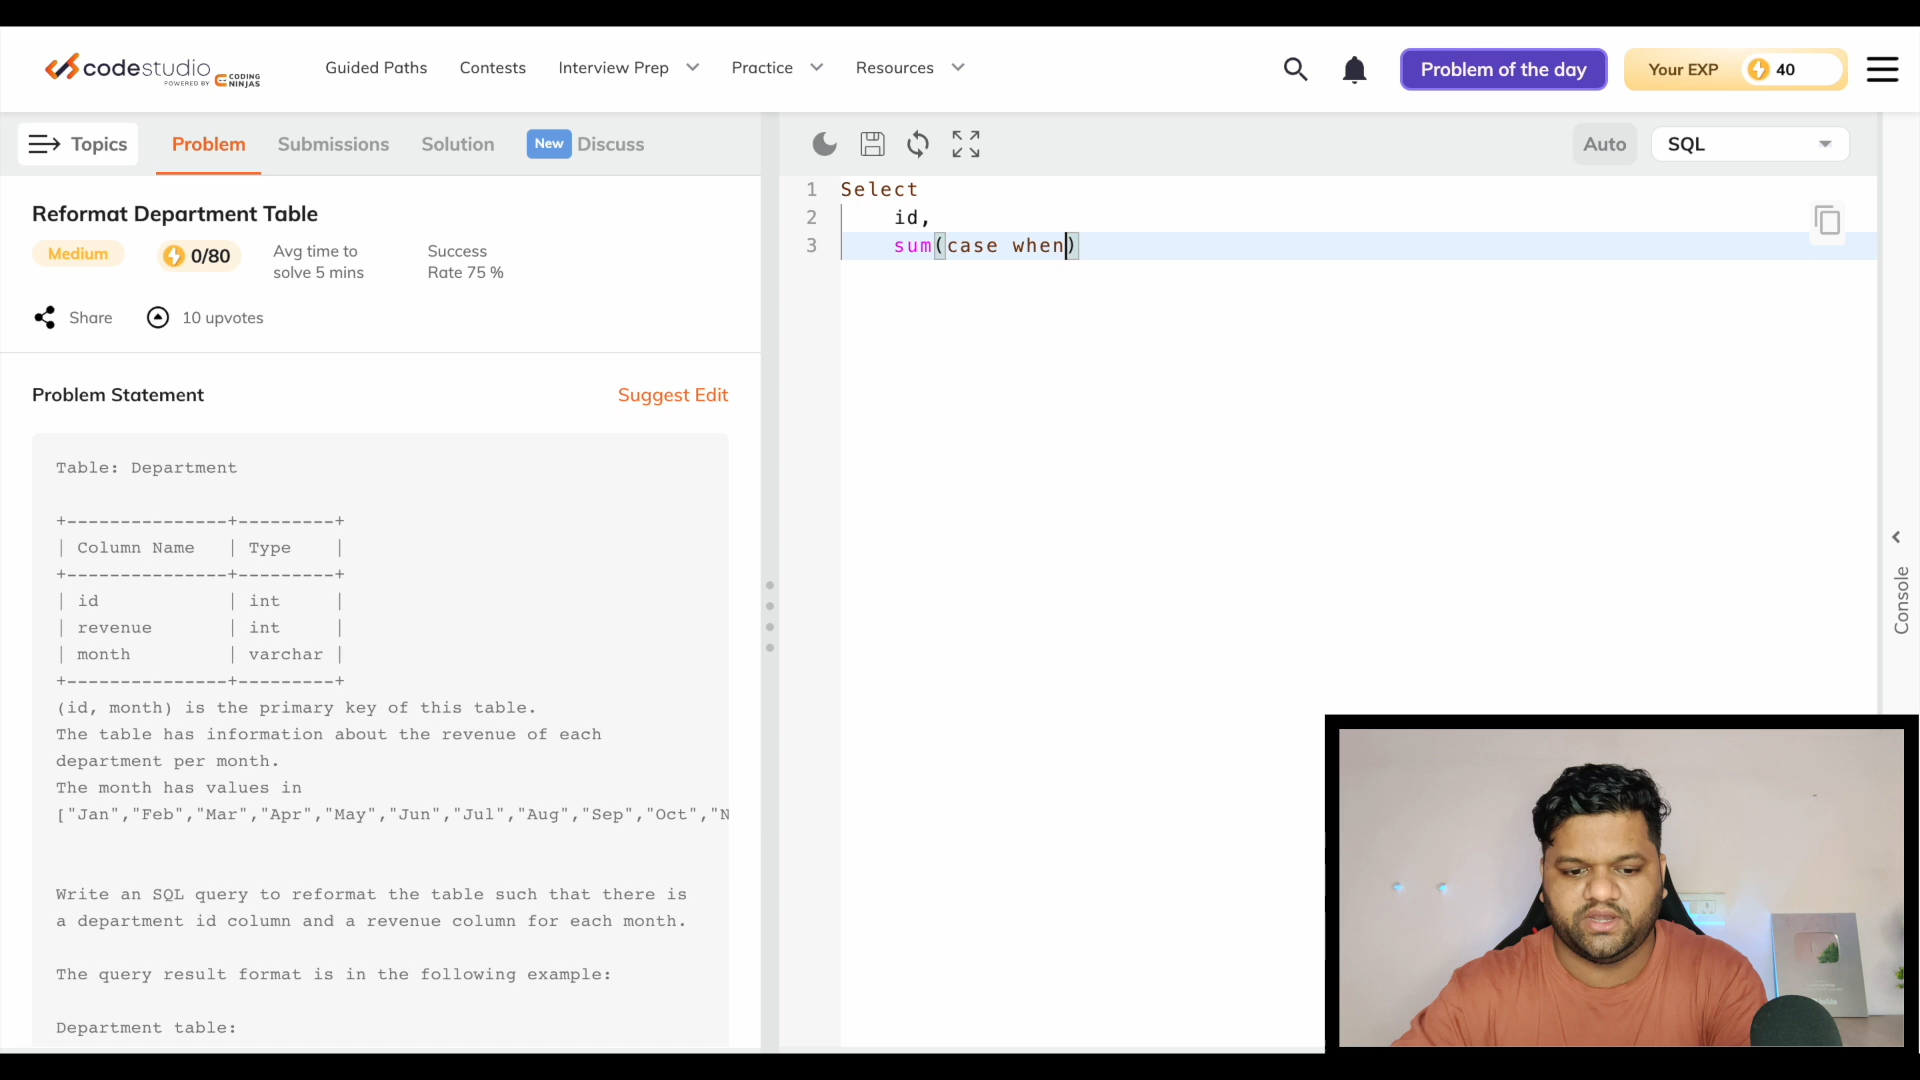 codestudio
POWERED BY CODING NINJAS
Guided Paths
Contests
Interview Prep
Practice
Resources
Problem of the day
Your EXP
40
Topics
Problem
Submissions
Solution
New
Discuss
Auto
SQL
Reformat Department Table
Medium
0/80
Avg time to
solve 5 mins
Success
Rate 75 %
Share
10 upvotes
Problem Statement
Suggest Edit
Table: Department
+---------------+---------+
| Column Name   | Type    |
+---------------+---------+
| id            | int     |
| revenue       | int     |
| month         | varchar |
+---------------+---------+
(id, month) is the primary key of this table.
The table has information about the revenue of each
department per month.
The month has values in
["Jan","Feb","Mar","Apr","May","Jun","Jul","Aug","Sep","Oct","N
Write an SQL query to reformat the table such that there is
a department id column and a revenue column for each month.
The query result format is in the following example:
Department table:
1 Select
2     id,
3     sum(case when)
Console